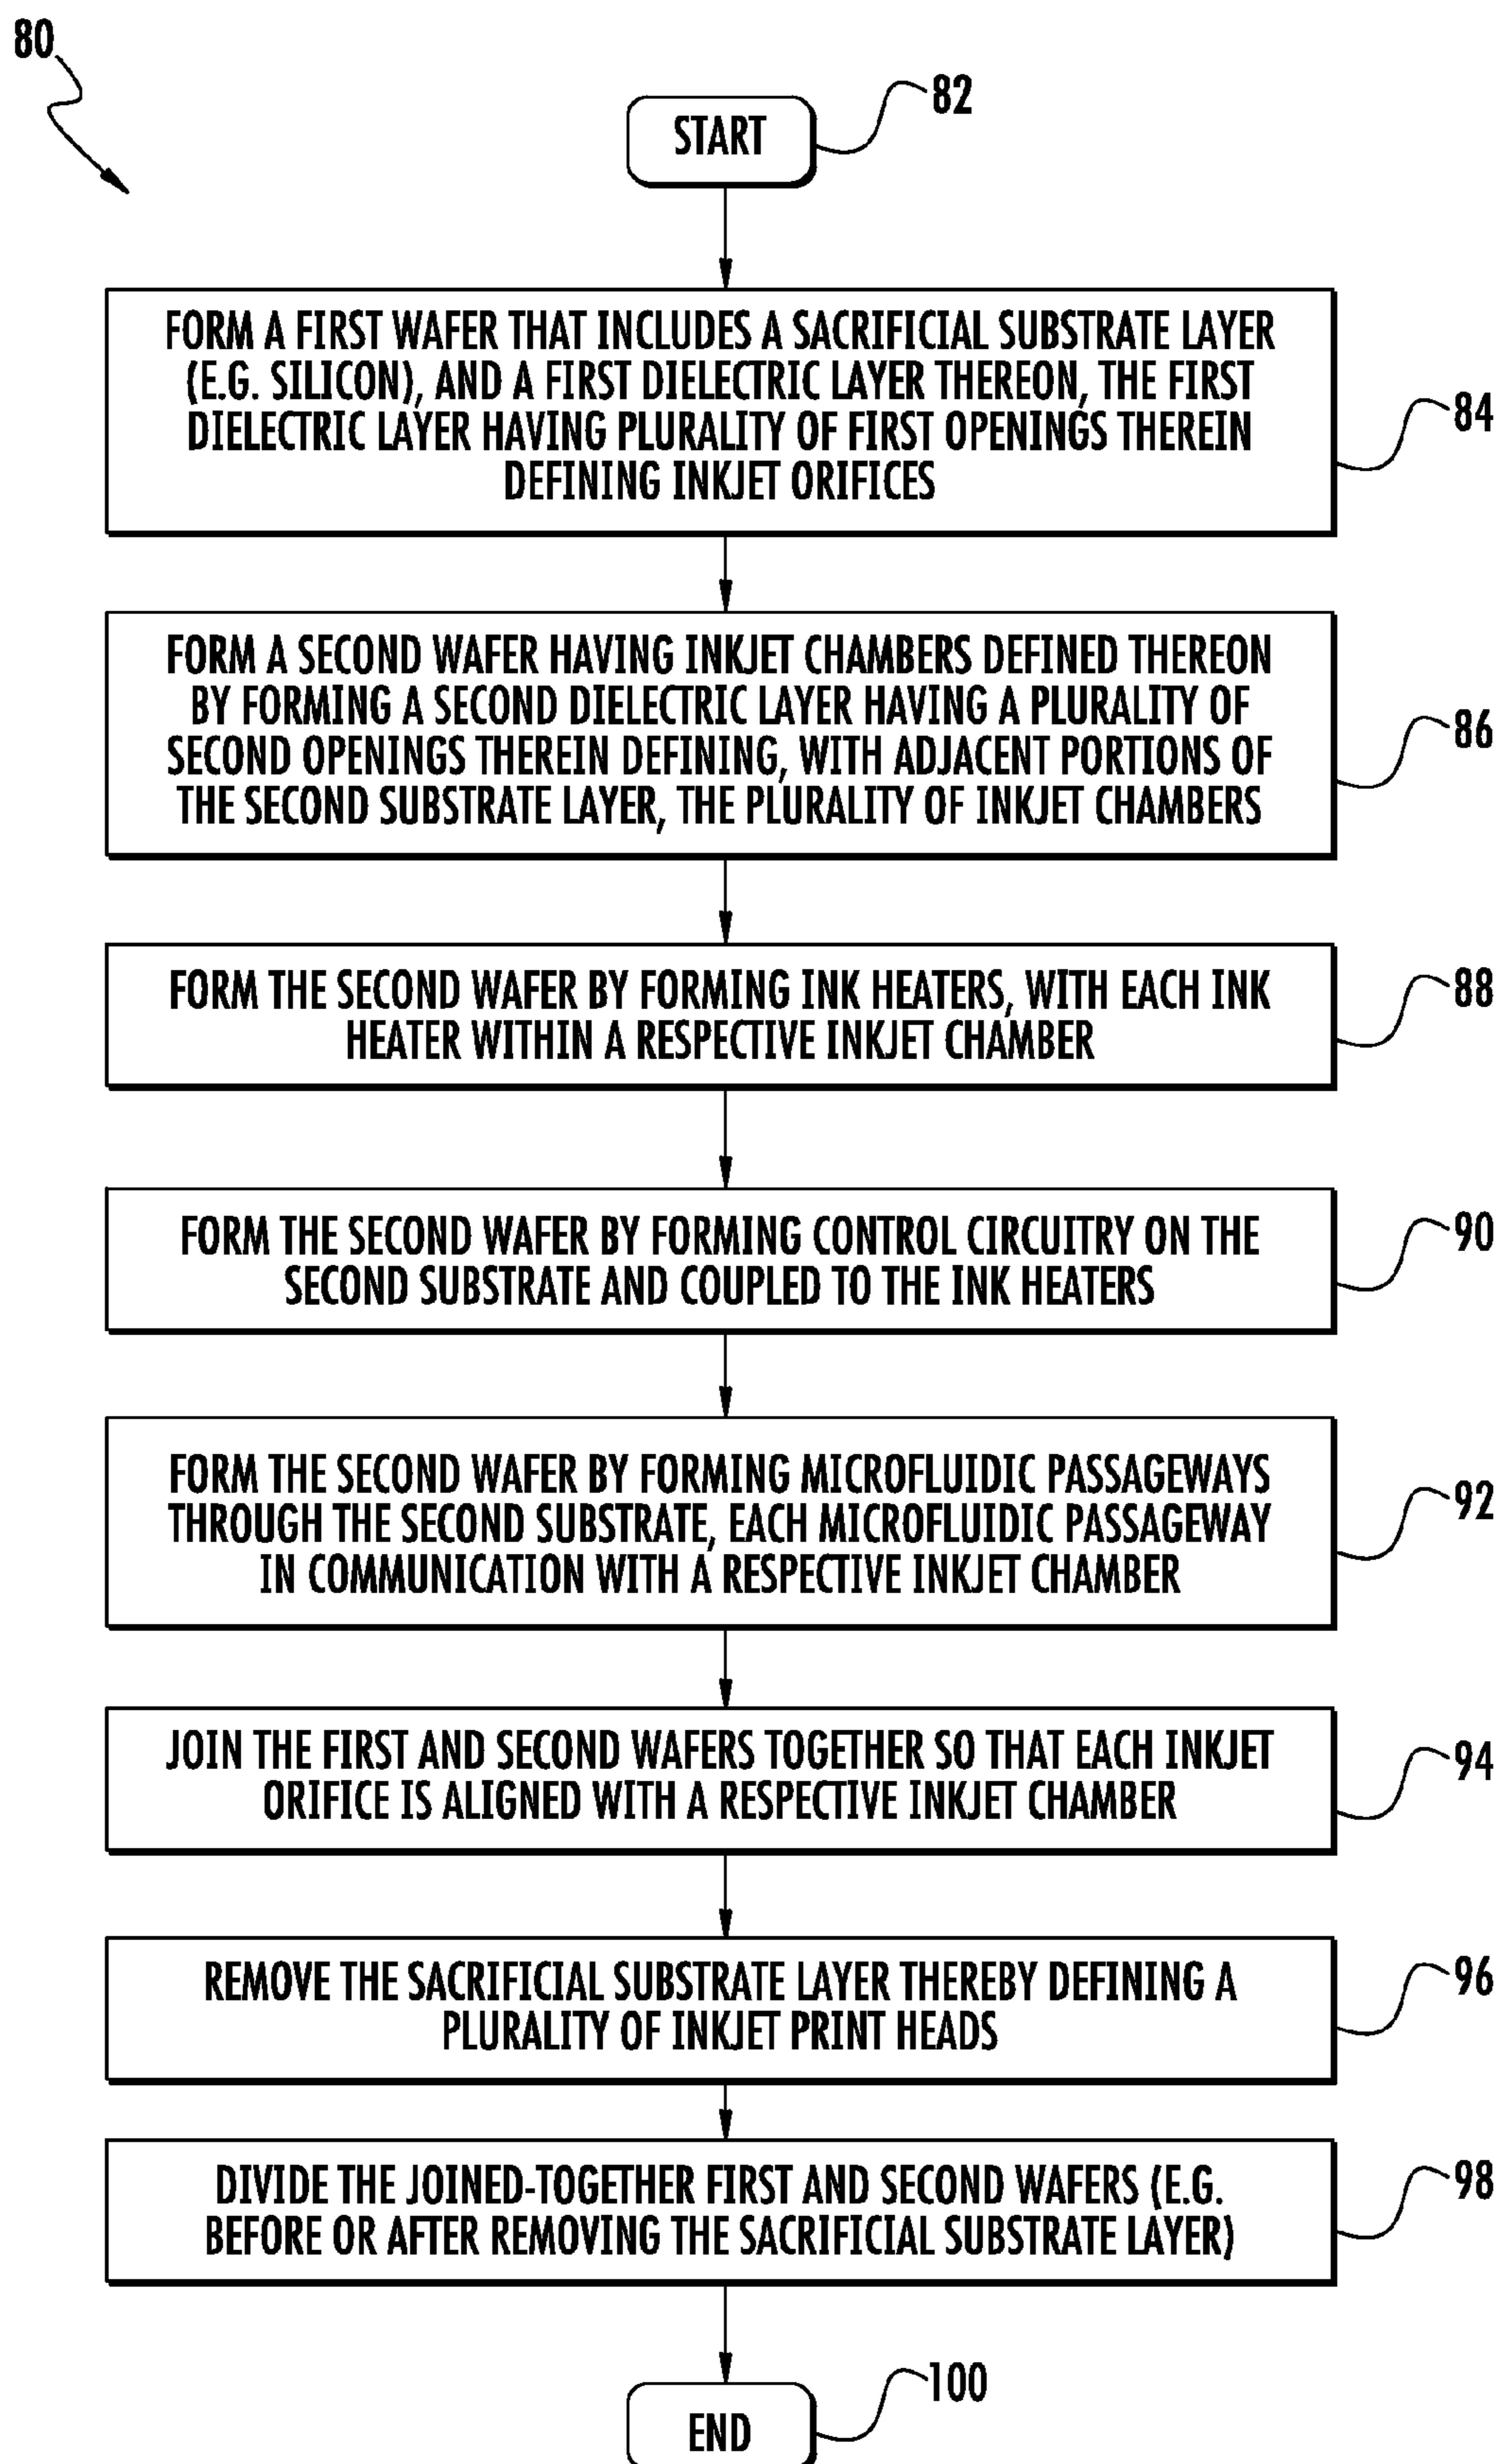 80
START
82
FORM A FIRST WAFER THAT INCLUDES A SACRIFICIAL SUBSTRATE LAYER
(E.G. SILICON), AND A FIRST DIELECTRIC LAYER THEREON, THE FIRST
DIELECTRIC LAYER HAVING PLURALITY OF FIRST OPENINGS THEREIN
DEFINING INKJET ORIFICES
84
FORM A SECOND WAFER HAVING INKJET CHAMBERS DEFINED THEREON
BY FORMING A SECOND DIELECTRIC LAYER HAVING A PLURALITY OF
SECOND OPENINGS THEREIN DEFINING, WITH ADJACENT PORTIONS OF
THE SECOND SUBSTRATE LAYER, THE PLURALITY OF INKJET CHAMBERS
86
FORM THE SECOND WAFER BY FORMING INK HEATERS, WITH EACH INK
HEATER WITHIN A RESPECTIVE INKJET CHAMBER
88
FORM THE SECOND WAFER BY FORMING CONTROL CIRCUITRY ON THE
SECOND SUBSTRATE AND COUPLED TO THE INK HEATERS
90
FORM THE SECOND WAFER BY FORMING MICROFLUIDIC PASSAGEWAYS
THROUGH THE SECOND SUBSTRATE, EACH MICROFLUIDIC PASSAGEWAY
IN COMMUNICATION WITH A RESPECTIVE INKJET CHAMBER
92
JOIN THE FIRST AND SECOND WAFERS TOGETHER SO THAT EACH INKJET
ORIFICE IS ALIGNED WITH A RESPECTIVE INKJET CHAMBER
94
REMOVE THE SACRIFICIAL SUBSTRATE LAYER THEREBY DEFINING A
PLURALITY OF INKJET PRINT HEADS
96
DIVIDE THE JOINED-TOGETHER FIRST AND SECOND WAFERS (E.G.
BEFORE OR AFTER REMOVING THE SACRIFICIAL SUBSTRATE LAYER)
98
END
100